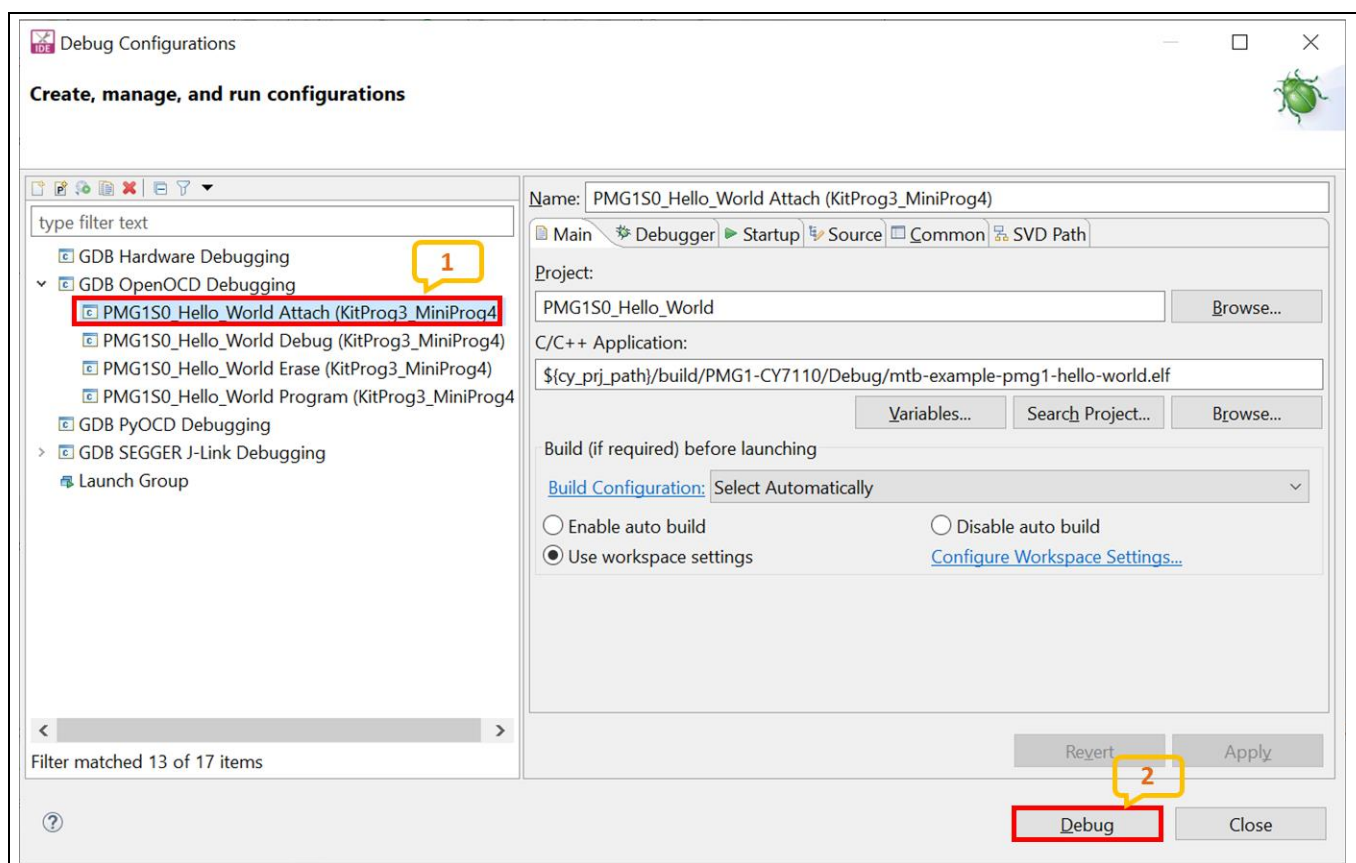 Debug Configurations
Create, manage, and run configurations
type filter text
GDB Hardware Debugging
1
GDB OpenOCD Debugging
PMG1S0_Hello_World Attach (KitProg3_MiniProg4
PMG1S0_Hello_World Debug (KitProg3_MiniProg4)
PMG1S0_Hello_World Erase (KitProg3_MiniProg4)
PMG1S0_Hello_World Program (KitProg3_MiniProg4
GDB PyOCD Debugging
GDB SEGGER J-Link Debugging
Launch Group
Filter matched 13 of 17 items
Name: PMG1S0_Hello_World Attach (KitProg3_MiniProg4)
Main Debugger Startup Source Common SVD Path
Project:
PMG1S0_Hello_World Browse...
C/C++ Application:
${cy_prj_path}/build/PMG1-CY7110/Debug/mtb-example-pmg1-hello-world.elf
Variables... Search Project... Browse...
Build (if required) before launching
Build Configuration: Select Automatically
Enable auto build Disable auto build
Use workspace settings Configure Workspace Settings...
Revert Apply
2
Debug Close